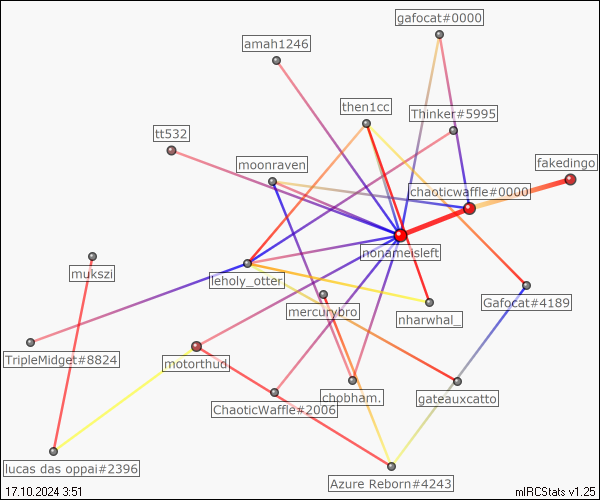 gafocat#0000
amah1246
then1cc
Thinker#5995
tt532
moonraven
fakedingo
chaoticwaffle#0000
nonameisleft
mukszi
leholy_otter
mercurybro
Gafocat#4189
nharwhal_
TripleMidget#8824
motorthud
chobham.
gateauxcatto
ChaoticWaffle#2006
lucas das oppai#2396
Azure Reborn#4243
17.10.2024 3:51
mIRCStats v1.25